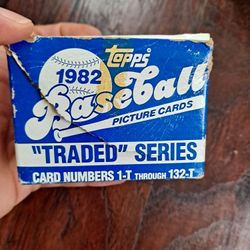 topps
1982
Baseball
PICTURE CARDS
"TRADED" SERIES
CARD NUMBERS 1-T THROUGH 132-T